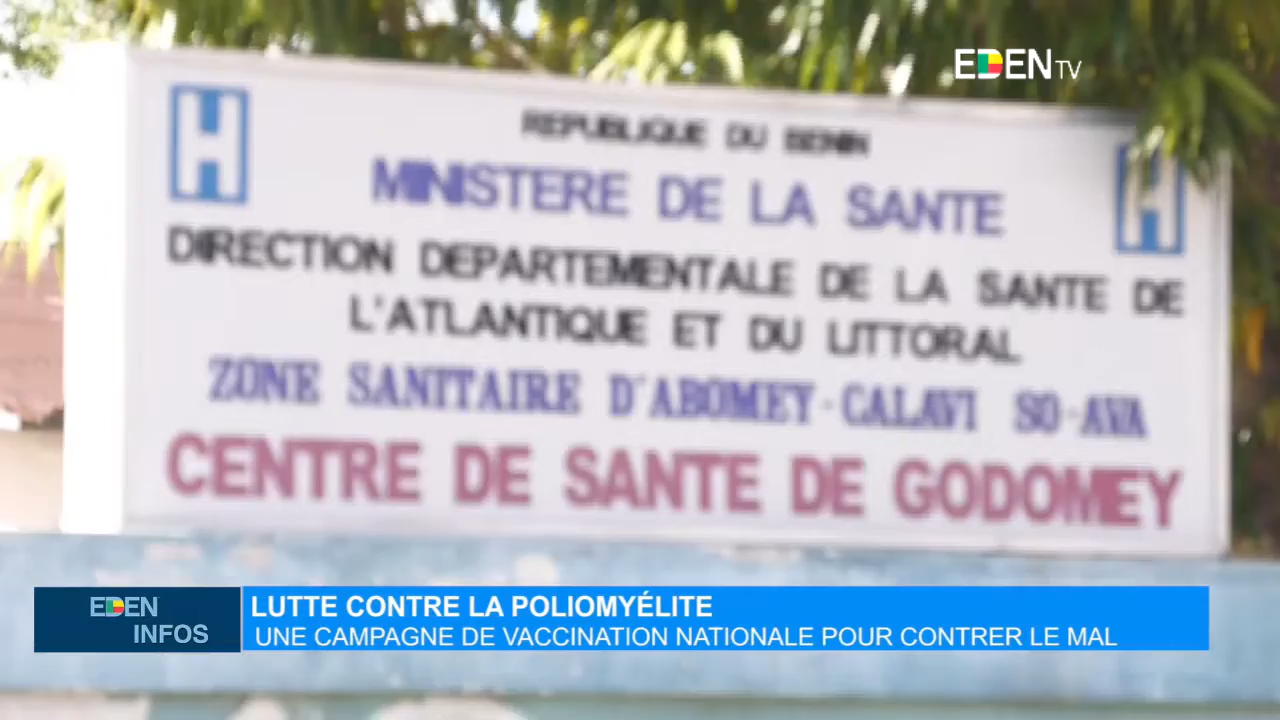 EDEN TV
H
REPUBLIQUE DU BENIN
H
MINISTERE DE LA SANTE
DIRECTION DEPARTEMENTALE DE LA SANTE DE
L'ATLANTIQUE ET DU LITTORAL
ZONE SANITAIRE D'ABOMEY-CALAVI SO-AVA
CENTRE DE SANTE DE GODOMEY
EDEN
INFOS
LUTTE CONTRE LA POLIOMYÉLITE
UNE CAMPAGNE DE VACCINATION NATIONALE POUR CONTRER LE MAL